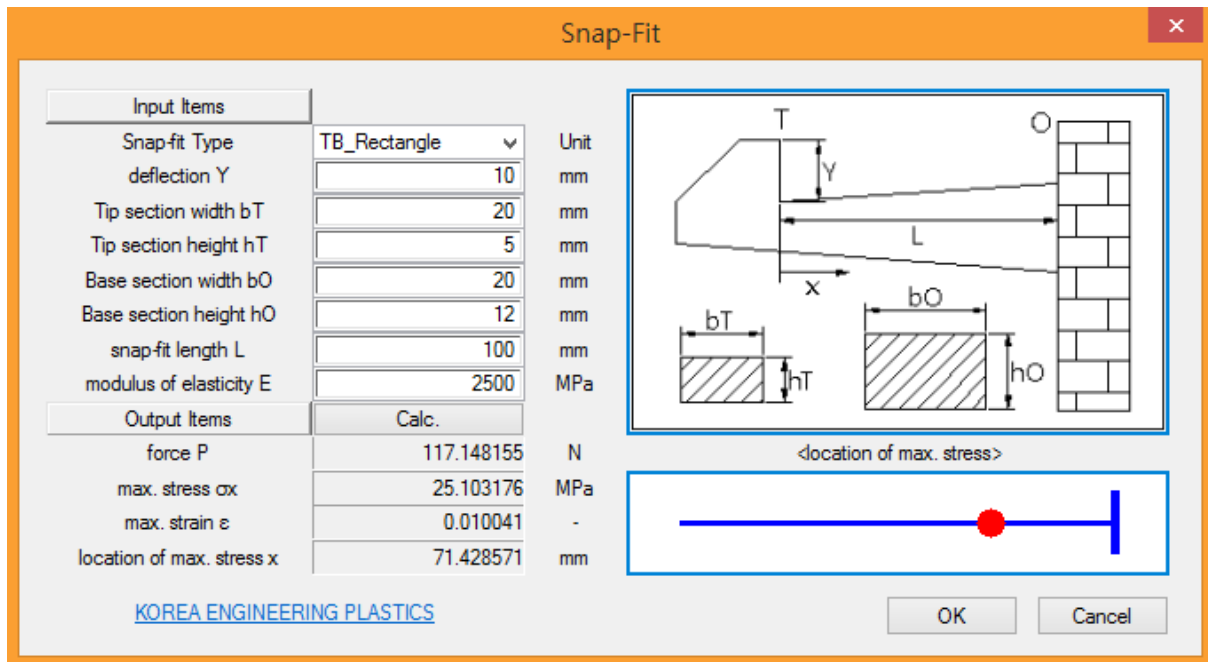 Snap-Fit
Input Items
Snap-fit Type TB_Rectangle Unit
deflection Y 10 mm
Tip section width bT 20 mm
Tip section height hT 5 mm
Base section width bO 20 mm
Base section height hO 12 mm
snap-fit length L 100 mm
modulus of elasticity E 2500 MPa
Output Items Calc.
force P 117.148155 N
max. stress σx 25.103176 MPa
max. strain ε 0.010041 -
location of max. stress x 71.428571 mm
KOREA ENGINEERING PLASTICS
T
O
Y
L
x
bT
bO
hT
hO
<location of max. stress>
OK Cancel